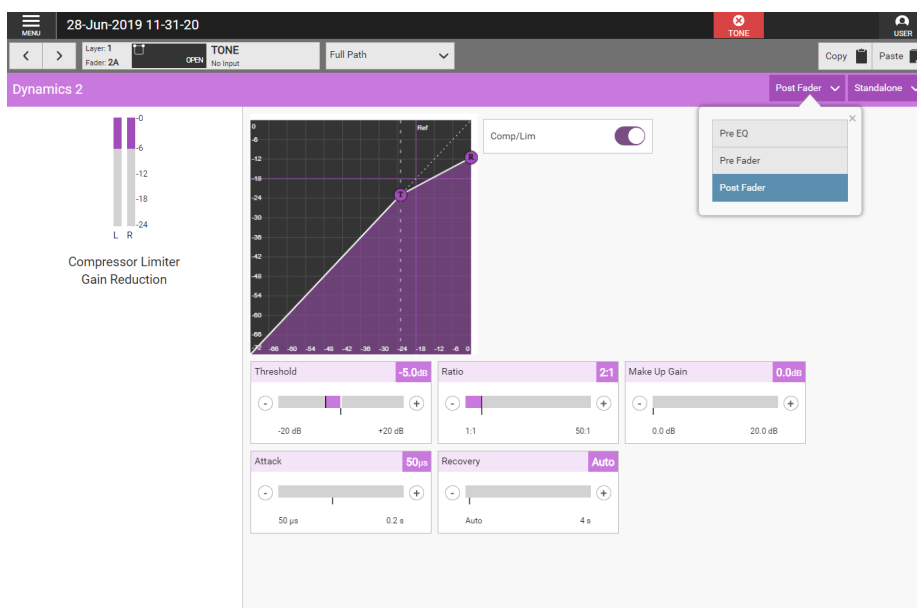 MENU
28-Jun-2019 11-31-20
TONE
USER
Layer: 1
Fader: 2A
OPEN
TONE
No Input
Full Path
Copy
Paste
Dynamics 2
Post Fader
Standalone
Pre EQ
Pre Fader
Post Fader
-0
-6
-12
-18
-24
L R
Compressor Limiter
Gain Reduction
0
-6
-12
-18
-24
-30
-36
-42
-48
-54
-60
-66
-72 -66 -60 -54 -48 -42 -36 -30 -24 -18 -12 -6 0
Ref
R
T
Comp/Lim
Threshold -5.0dB
- +
-20 dB +20 dB
Ratio 2:1
- +
1:1 50:1
Make Up Gain 0.0dB
- +
0.0 dB 20.0 dB
Attack 50µs
- +
50 µs 0.2 s
Recovery Auto
- +
Auto 4 s